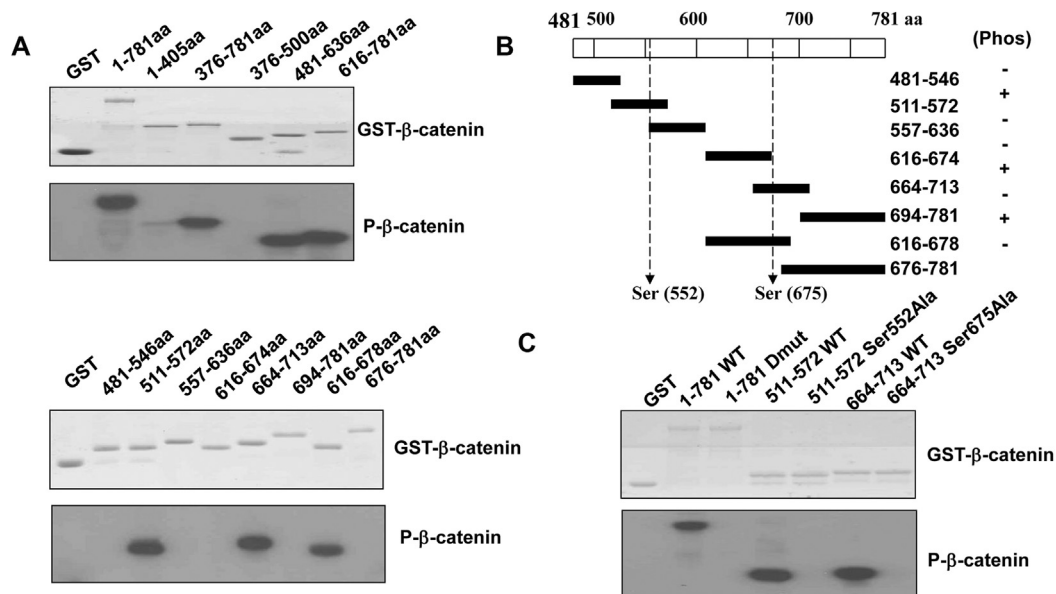 A
GST
1-781aa
1-405aa
376-781aa
376-500aa
481-636aa
616-781aa
GST-β-catenin
P-β-catenin
GST
481-546aa
511-572aa
557-636aa
616-674aa
664-713aa
694-781aa
616-678aa
676-781aa
GST-β-catenin
P-β-catenin
B
481 500 600 700 781 aa
(Phos)
481-546 -
511-572 +
557-636 -
616-674 -
664-713 +
694-781 -
616-678 +
676-781 -
Ser (552) Ser (675)
C
GST
1-781 WT
1-781 Dmut
511-572 WT
511-572 Ser552Ala
664-713 WT
664-713 Ser675Ala
GST-β-catenin
P-β-catenin